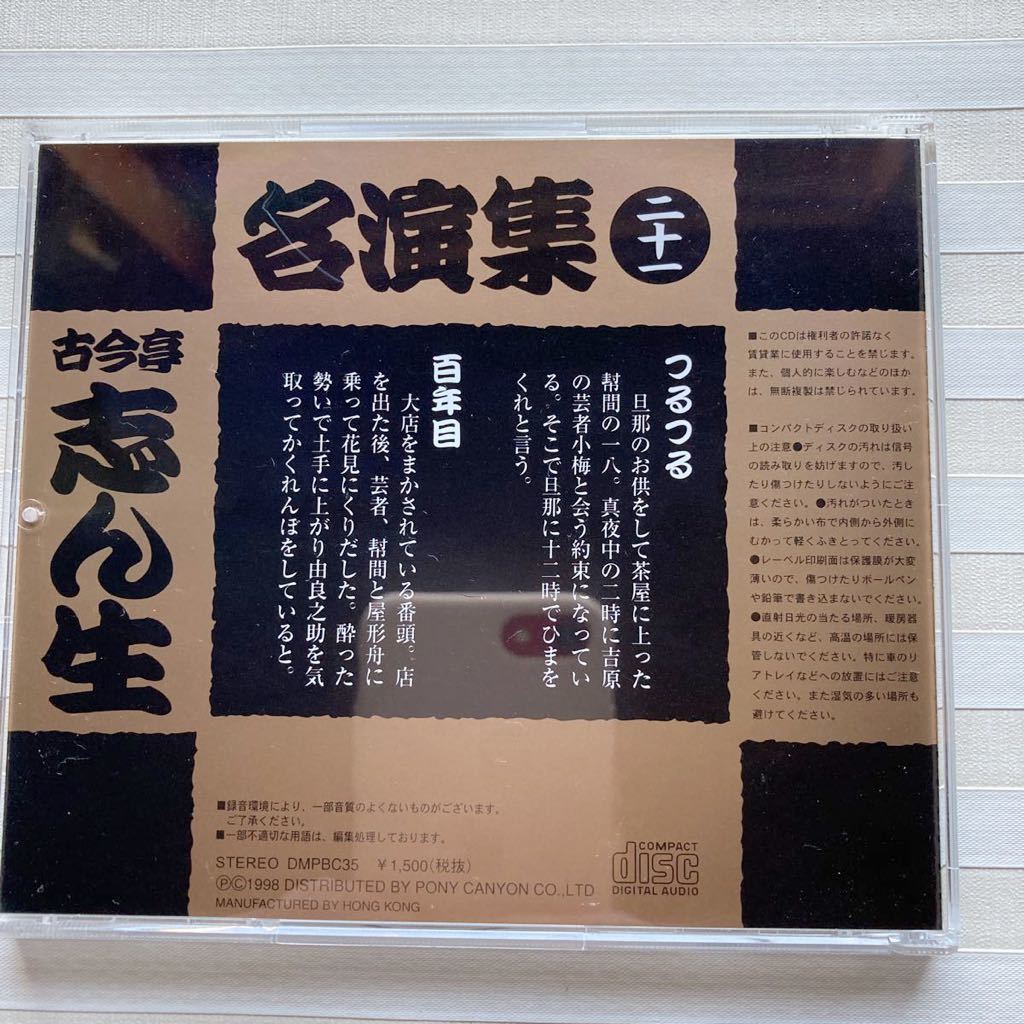 名演集
二十一
古今亭
志ん生
つるつる
旦那のお供をして茶屋に上った
幇間の一八。真夜中の二時に吉原
の芸者小梅と会う約束になってい
る。そこで旦那に十二時でひまを
くれと言う。
百年目
大店をまかされている番頭。店
を出た後、芸者、幇間と屋形舟に
乗って花見にくりだした。酔った
勢いで土手に上がり由良之助を気
取ってかくれんぼをしていると。
■このCDは権利者の許諾なく
賃貸業に使用することを禁じます。
また、個人的に楽しむなどのほか
は、無断複製は禁じられています。
■コンパクトディスクの取り扱い
上の注意●ディスクの汚れは信号
の読み取りを妨げますので、汚し
たり傷つけたりしないようにご注
意ください。●汚れがついたとき
は、柔らかい布で内側から外側に
むかって軽くふきとってください。
●レーベル印刷面は保護膜が大変
薄いので、傷つけたりボールペン
や鉛筆で書き込まないでください。
●直射日光の当たる場所、暖房器
具の近くなど、高温の場所には保
管しないでください。特に車のリ
アトレイなどへの放置にはご注意
ください。また湿気の多い場所も
避けてください。
■録音環境により、一部音質のよくないものがございます。
ご了承ください。
■一部不適切な用語は、編集処理しております。
STEREO DMPBC35 ¥1,500(税抜)
ⓅⒸ1998 DISTRIBUTED BY PONY CANYON CO.,LTD
MANUFACTURED BY HONG KONG
COMPACT
disc
DIGITAL AUDIO